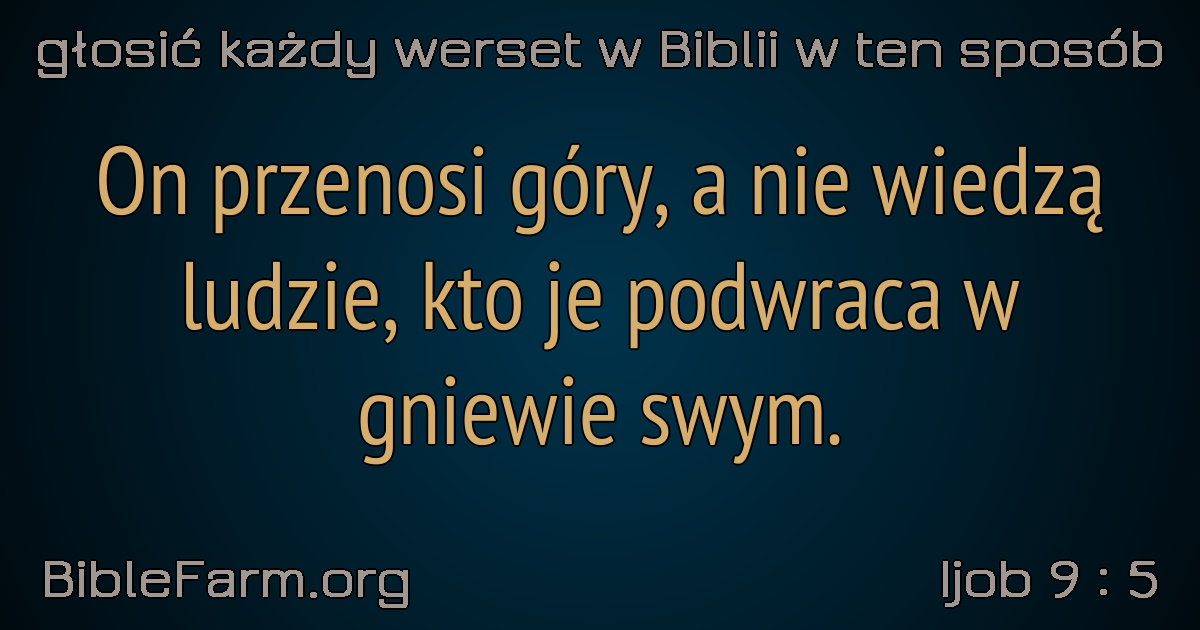 głosić każdy werset w Biblii w ten sposób
On przenosi góry, a nie wiedzą
ludzie, kto je podwraca w
gniewie swym.
BibleFarm.org
Ijob 9 : 5